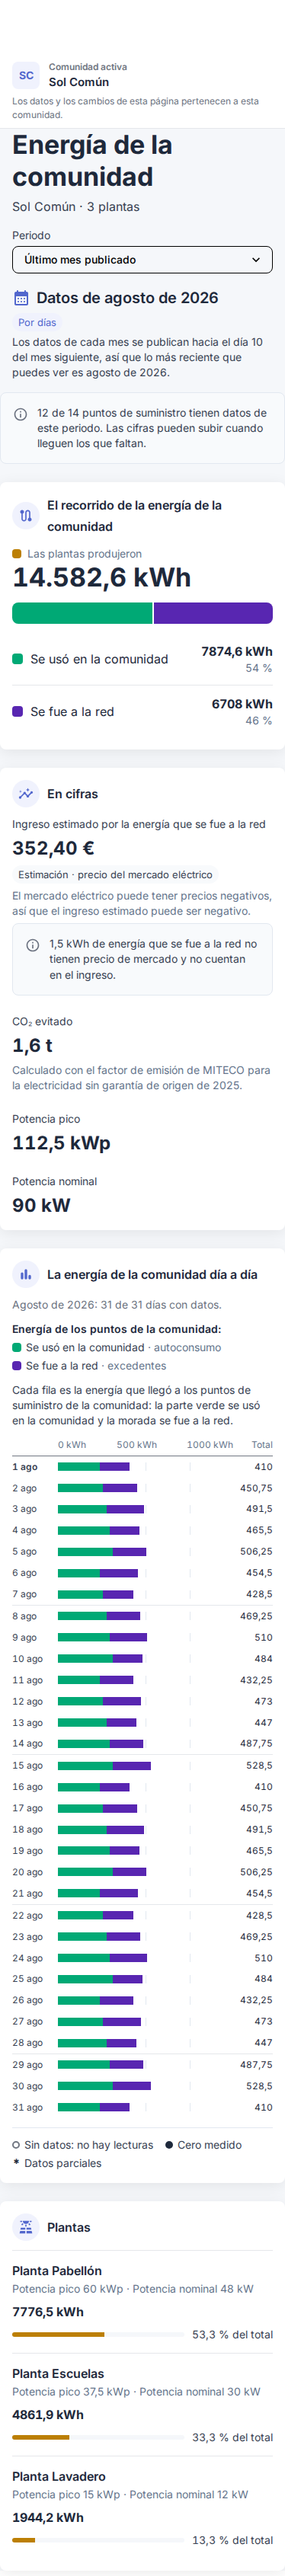 SC
Comunidad activa
Sol Común
Los datos y los cambios de esta página pertenecen a esta
comunidad.
Energía de la
comunidad
Sol Común · 3 plantas
Periodo
Último mes publicado
Datos de agosto de 2026
Por días
Los datos de cada mes se publican hacia el día 10
del mes siguiente, así que lo más reciente que
puedes ver es agosto de 2026.
12 de 14 puntos de suministro tienen datos de
este periodo. Las cifras pueden subir cuando
lleguen los que faltan.
El recorrido de la energía de la
comunidad
Las plantas produjeron
14.582,6 kWh
Se usó en la comunidad 7874,6 kWh
54 %
Se fue a la red 6708 kWh
46 %
En cifras
Ingreso estimado por la energía que se fue a la red
352,40 €
Estimación · precio del mercado eléctrico
El mercado eléctrico puede tener precios negativos,
así que el ingreso estimado puede ser negativo.
1,5 kWh de energía que se fue a la red no
tienen precio de mercado y no cuentan
en el ingreso.
CO₂ evitado
1,6 t
Calculado con el factor de emisión de MITECO para
la electricidad sin garantía de origen de 2025.
Potencia pico
112,5 kWp
Potencia nominal
90 kW
La energía de la comunidad día a día
Agosto de 2026: 31 de 31 días con datos.
Energía de los puntos de la comunidad:
Se usó en la comunidad · autoconsumo
Se fue a la red · excedentes
Cada fila es la energía que llegó a los puntos de
suministro de la comunidad: la parte verde se usó
en la comunidad y la morada se fue a la red.
0 kWh 500 kWh 1000 kWh Total
1 ago 410
2 ago 450,75
3 ago 491,5
4 ago 465,5
5 ago 506,25
6 ago 454,5
7 ago 428,5
8 ago 469,25
9 ago 510
10 ago 484
11 ago 432,25
12 ago 473
13 ago 447
14 ago 487,75
15 ago 528,5
16 ago 410
17 ago 450,75
18 ago 491,5
19 ago 465,5
20 ago 506,25
21 ago 454,5
22 ago 428,5
23 ago 469,25
24 ago 510
25 ago 484
26 ago 432,25
27 ago 473
28 ago 447
29 ago 487,75
30 ago 528,5
31 ago 410
Sin datos: no hay lecturas Cero medido
* Datos parciales
Plantas
Planta Pabellón
Potencia pico 60 kWp · Potencia nominal 48 kW
7776,5 kWh
53,3 % del total
Planta Escuelas
Potencia pico 37,5 kWp · Potencia nominal 30 kW
4861,9 kWh
33,3 % del total
Planta Lavadero
Potencia pico 15 kWp · Potencia nominal 12 kW
1944,2 kWh
13,3 % del total